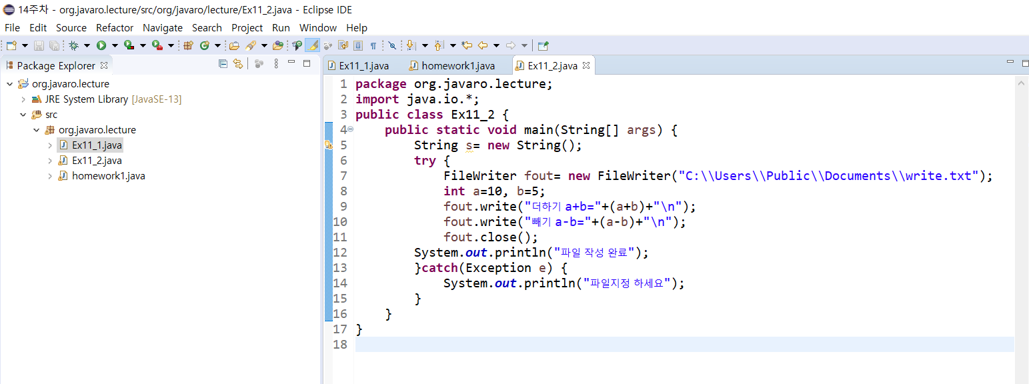 14주차 - org.javaro.lecture/src/org/javaro/lecture/Ex11_2.java - Eclipse IDE
File Edit Source Refactor Navigate Search Project Run Window Help
Package Explorer
org.javaro.lecture
JRE System Library [JavaSE-13]
src
org.javaro.lecture
Ex11_1.java
Ex11_2.java
homework1.java
Ex11_1.java homework1.java Ex11_2.java
1 package org.javaro.lecture;
2 import java.io.*;
3 public class Ex11_2 {
4     public static void main(String[] args) {
5         String s= new String();
6         try {
7             FileWriter fout= new FileWriter("C:\\Users\\Public\\Documents\\write.txt");
8             int a=10, b=5;
9             fout.write("더하기 a+b="+(a+b)+"\n");
10             fout.write("빼기 a-b="+(a-b)+"\n");
11             fout.close();
12         System.out.println("파일 작성 완료");
13         }catch(Exception e) {
14             System.out.println("파일지정 하세요");
15         }
16     }
17 }
18